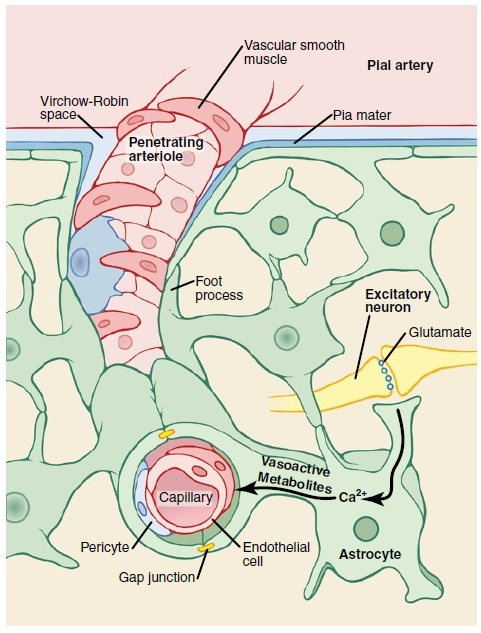 Vascular smooth
muscle
Pial artery
Virchow-Robin
space
Pia mater
Penetrating
arteriole
Foot
process
Excitatory
neuron
Glutamate
Vasoactive
Metabolites
Ca2+
Capillary
Pericyte
Endothelial
cell
Astrocyte
Gap junction